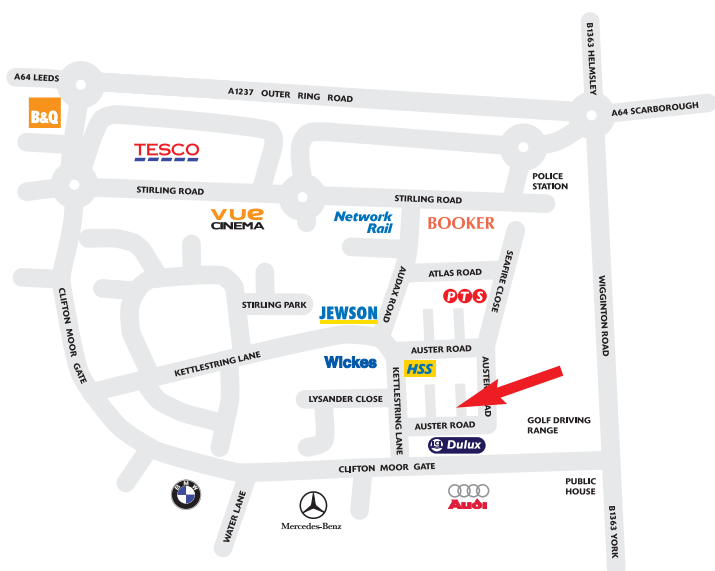 B1363 HELMSLEY
A64 LEEDS
A1237 OUTER RING ROAD
A64 SCARBOROUGH
B&Q
TESCO
POLICE
STATION
STIRLING ROAD
STIRLING ROAD
vue
CINEMA
Network
Rail
BOOKER
ATLAS ROAD
SEAFIRE CLOSE
AUDAX ROAD
PTS
WIGGINTON ROAD
CLIFTON MOOR GATE
STIRLING PARK
JEWSON
KETTLESTRING LANE
Wickes
AUSTER ROAD
HSS
AUSTER ROAD
KETTLESTRING LANE
LYSANDER CLOSE
AUSTER ROAD
GOLF DRIVING
RANGE
ICI Dulux
CLIFTON MOOR GATE
PUBLIC
HOUSE
BMW
WATER LANE
Mercedes-Benz
Audi
B1363 YORK